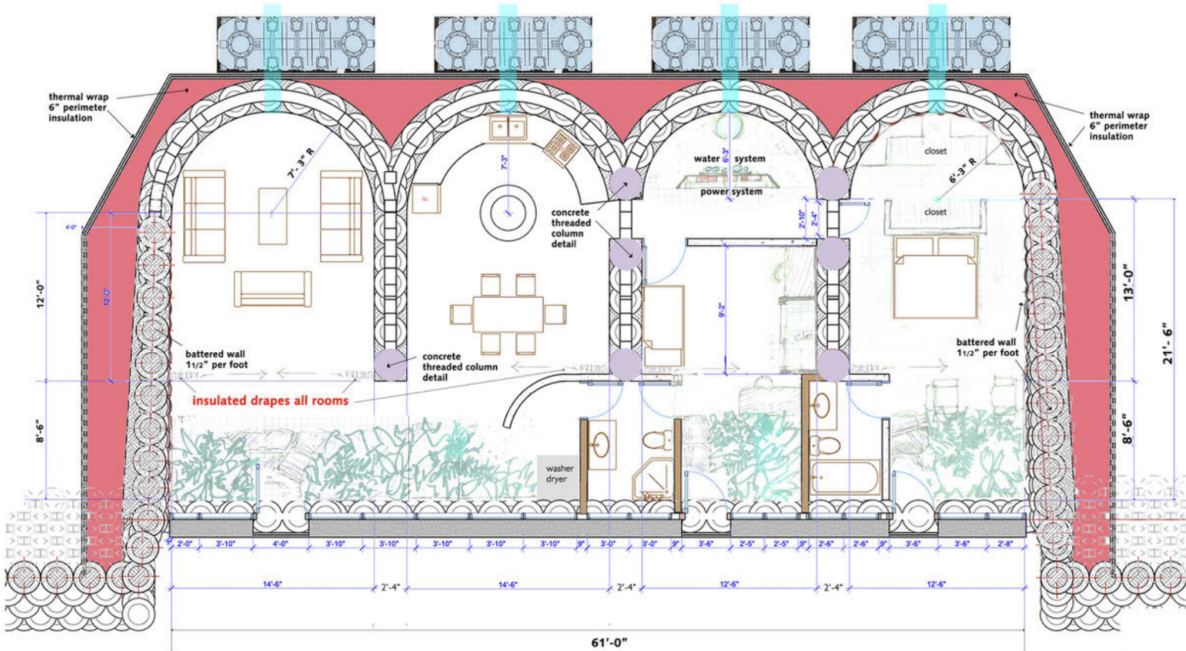 thermal wrap
6" perimeter
insulation
thermal wrap
6" perimeter
insulation
7'- 3" R
7'-3"
water system
6'-3"
power system
closet
6'-3" R
closet
concrete
threaded
column
detail
2'-10"
2'-4"
4'-0"
12'-0"
12'-0"
9'-2"
13'-0"
21'- 6"
battered wall
11/2" per foot
concrete
threaded column
detail
battered wall
11/2" per foot
insulated drapes all rooms
8'-6"
8'-6"
washer
dryer
2'-0" 3'-10" 4'-0" 3'-10" 3'-10" 3'-10" 3'-10" 3'-10" 9" 3'-0" 3'-0" 9" 3'-6" 2'-5" 2'-5" 9" 2'-6" 2'-6" 9" 3'-6" 3'-6" 2'-8"
14'-6" 2'-4" 14'-6" 2'-4" 12'-6" 2'-4" 12'-6"
61'-0"